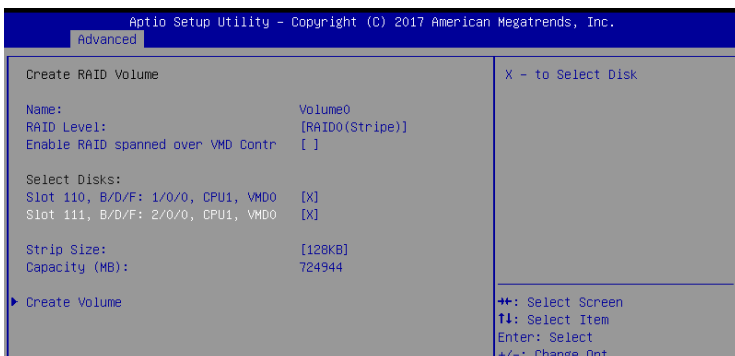 Aptio Setup Utility – Copyright (C) 2017 American Megatrends, Inc.
Advanced
Create RAID Volume
X – to Select Disk
Name: Volume0
RAID Level: [RAID0(Stripe)]
Enable RAID spanned over VMD Contr [ ]
Select Disks:
Slot 110, B/D/F: 1/0/0, CPU1, VMD0 [X]
Slot 111, B/D/F: 2/0/0, CPU1, VMD0 [X]
Strip Size: [128KB]
Capacity (MB): 724944
Create Volume
→←: Select Screen
↑↓: Select Item
Enter: Select
+/-: Change Opt.